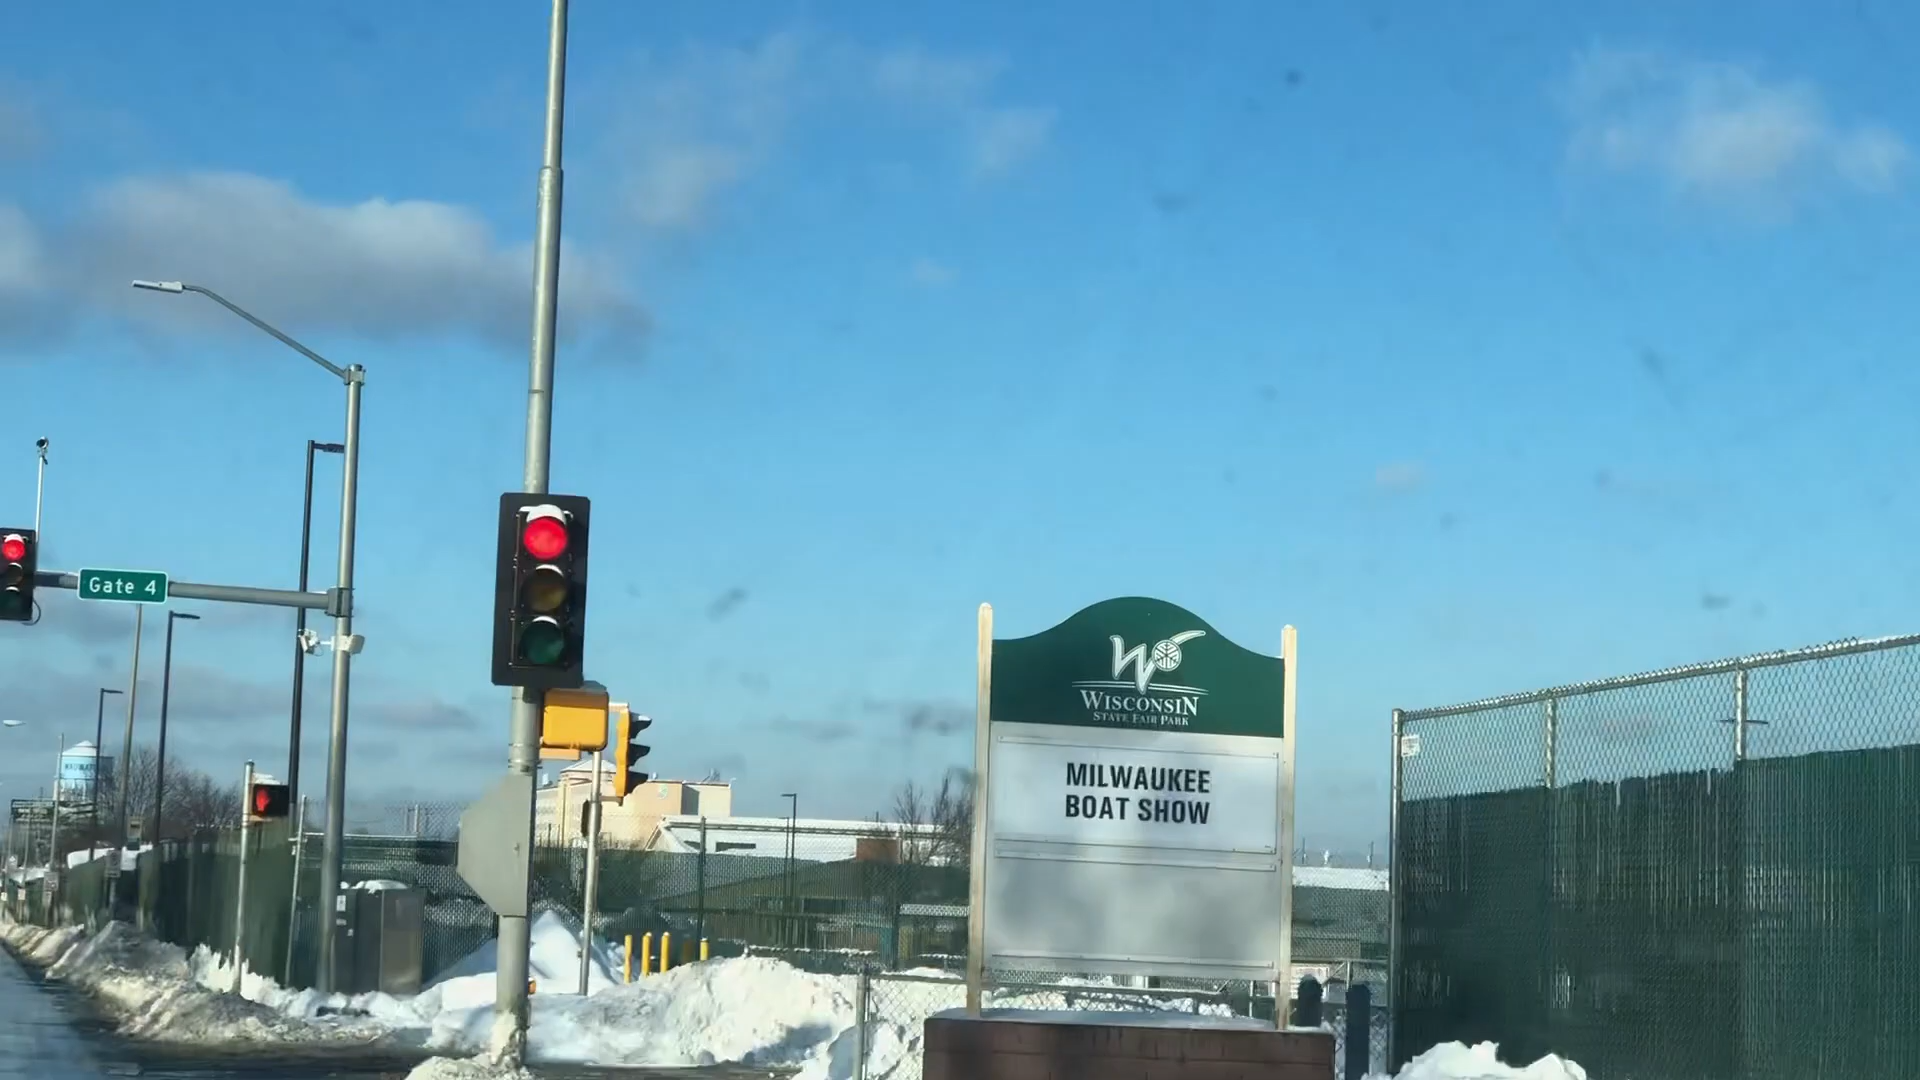 Gate 4
WISCONSIN
STATE FAIR PARK
MILWAUKEE
BOAT SHOW